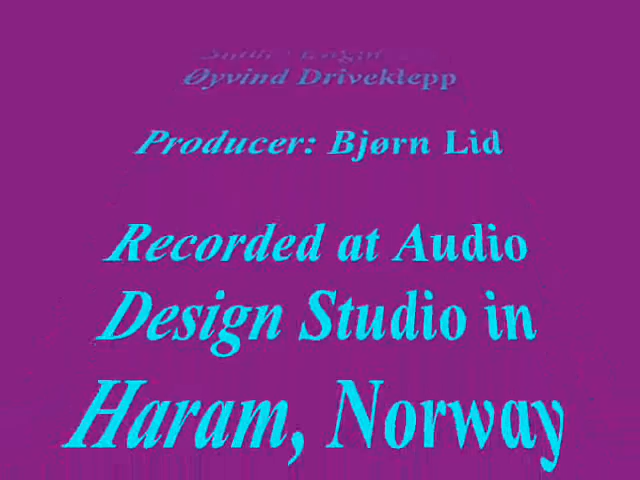 Øyvind Driveklepp
Producer: Bjørn Lid
Recorded at Audio
Design Studio in
Haram, Norway